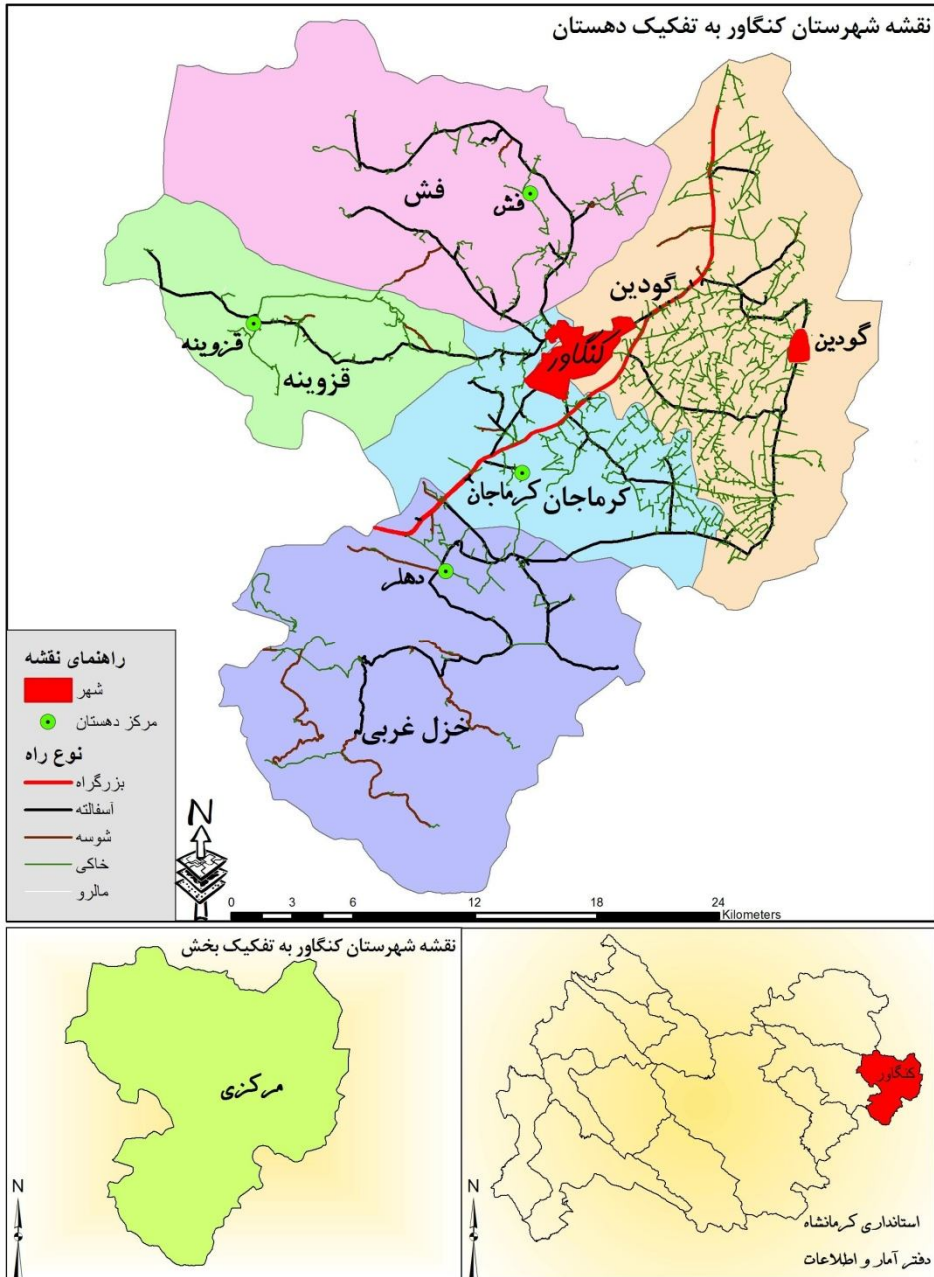 نقشه شهرستان کنگاور به تفکیک دهستان
فش
فش
گودین
گودین
کنگاور
قزوینه
قزوینه
کرماجان
کرماجان
دهلر
خزل غربی
راهنمای نقشه
شهر
مرکز دهستان
نوع راه
بزرگراه
آسفالته
شوسه
خاکی
مالرو
N
0 3 6 12 18 24
Kilometers
نقشه شهرستان کنگاور به تفکیک بخش
مرکزی
N
کنگاور
N
استانداری کرمانشاه
دفتر آمار و اطلاعات